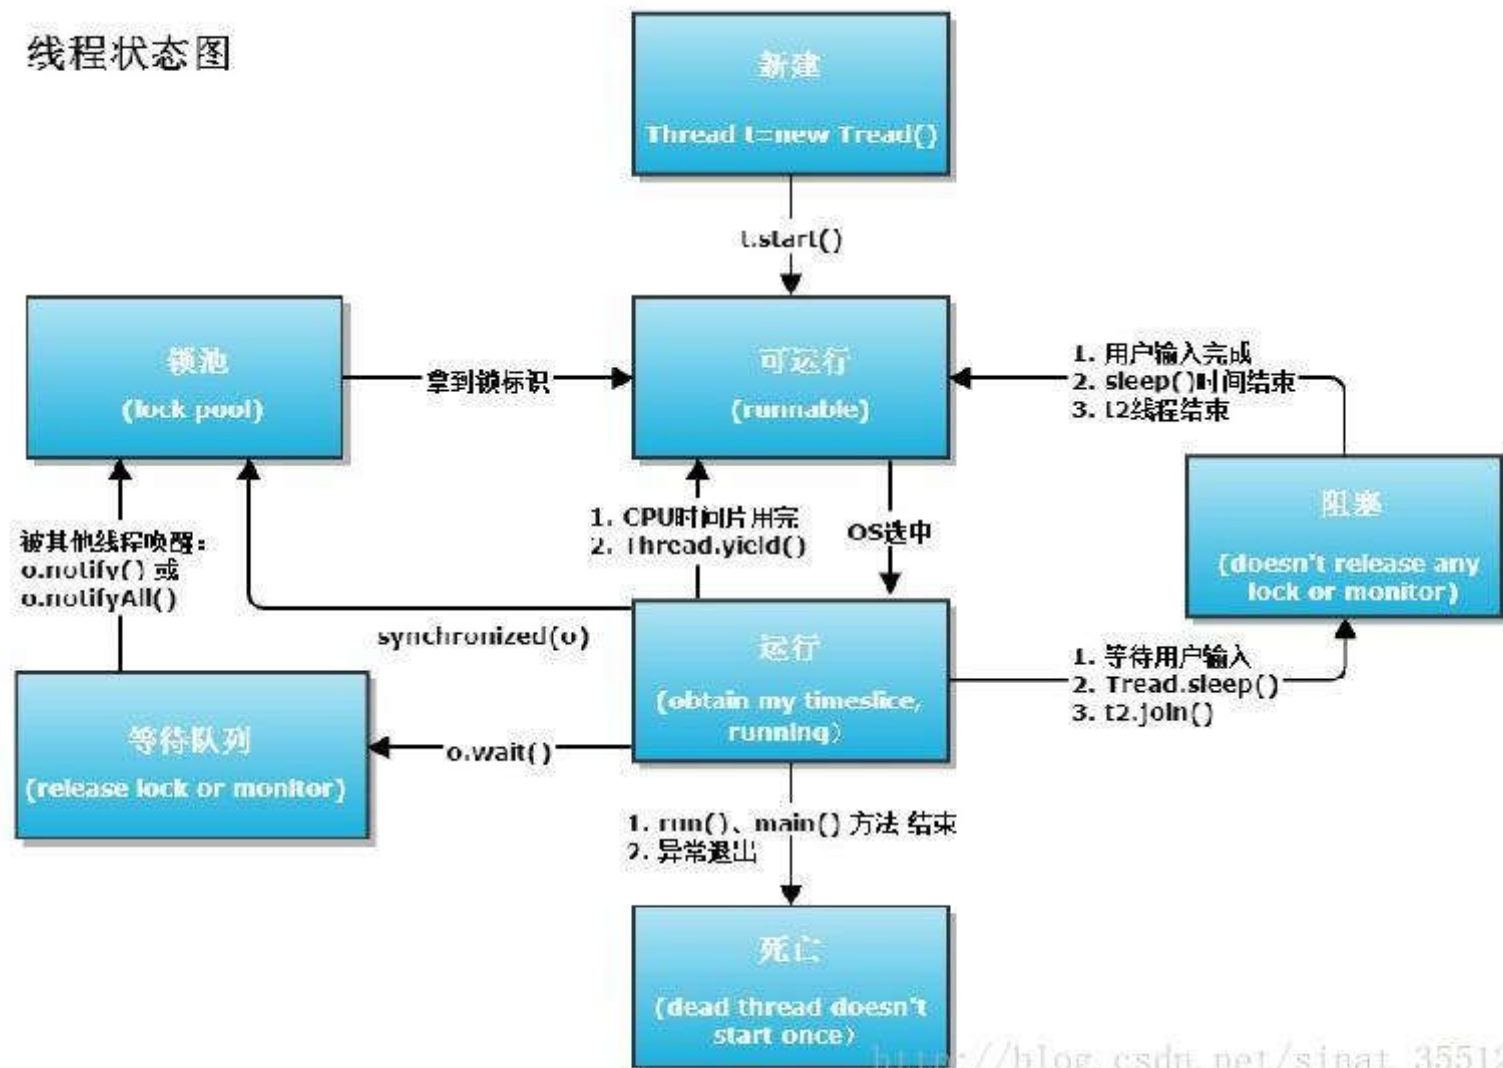 线程状态图
新建
Thread t=new Tread()
t.start()
锁池
(lock pool)
拿到锁标识
可运行
(runnable)
1. 用户输入完成
2. sleep()时间结束
3. t2线程结束
阻塞
(doesn't release any
lock or monitor)
被其他线程唤醒：
o.notify() 或
o.notifyAll()
1. CPU时间片用完
2. Thread.yield()
OS选中
synchronized(o)
运行
(obtain my timeslice,
running)
1. 等待用户输入
2. Tread.sleep()
3. t2.join()
等待队列
(release lock or monitor)
o.wait()
1. run()、main() 方法 结束
2. 异常退出
死亡
(dead thread doesn't
start once)
http://blog.csdn.net/sinat_3551